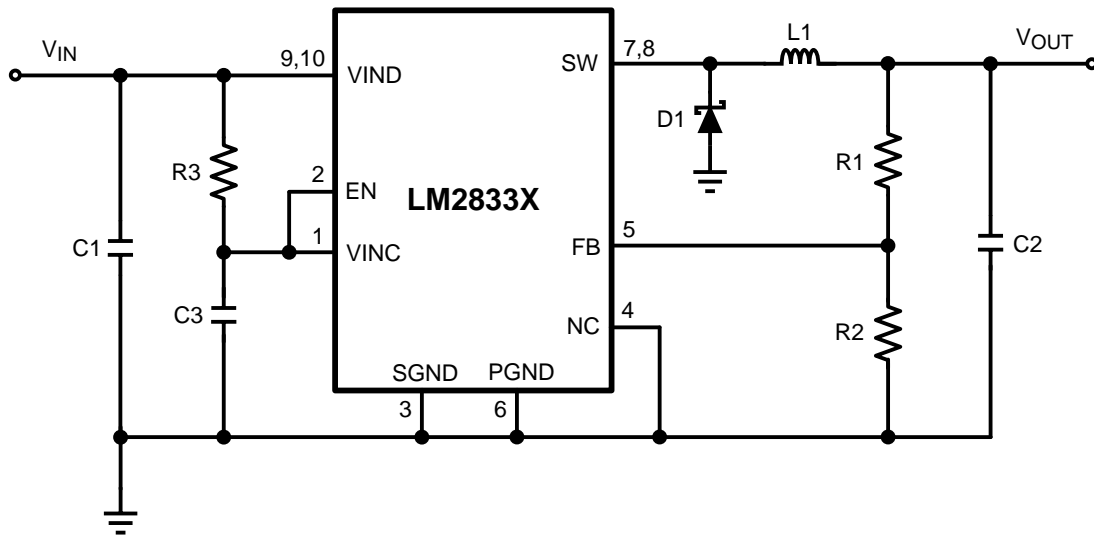 VIN
9,10
VIND
7,8
SW
L1
VOUT
D1
R3
2
EN
LM2833X
R1
1
VINC
5
FB
C1
C2
C3
4
NC
R2
SGND
PGND
3
6